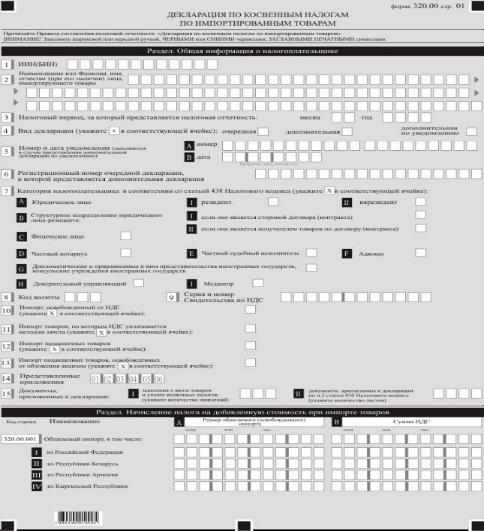 форма 320.00 стр. 01
ДЕКЛАРАЦИЯ ПО КОСВЕННЫМ НАЛОГАМ
ПО ИМПОРТИРОВАННЫМ ТОВАРАМ
Прочитайте Правила составления налоговой отчетности: «Декларация по косвенным налогам по импортированным товарам».
ВНИМАНИЕ! Заполнять шариковой или перьевой ручкой, ЧЕРНЫМИ или СИНИМИ чернилами, ЗАГЛАВНЫМИ ПЕЧАТНЫМИ символами.
Раздел. Общая информация о налогоплательщике
1 ИИН(БИН)
2 Наименование или Фамилия, имя,
отчество (при его наличии) лица,
импортирующего товары
3 Налоговый период, за который представляется налоговая отчетность: месяц год
4 Вид декларации (укажите x в соответствующей ячейке): очередная дополнительная дополнительная
по уведомлению
5 Номер и дата уведомления (заполняется
в случае представления дополнительной
декларации по уведомлению):
A номер
B дата
6 Регистрационный номер очередной декларации,
к которой представляется дополнительная декларация
7 Категория налогоплательщика в соответствии со статьей 438 Налогового кодекса (укажите X в соответствующей ячейке):
A Юридическое лицо I резидент II нерезидент
B Структурное подразделение юридического
лица-резидента:
I если оно является стороной договора (контракта)
II если оно является получателем товаров по договору (контракта)
C Физическое лицо
D Частный нотариус E Частный судебный исполнитель F Адвокат
G Дипломатические и приравненные к ним представительства иностранных государств,
консульские учреждения иностранных государств
H Доверительный управляющий I Медиатор
8 Код валюты 9 Серия и номер
Свидетельства по НДС
10 Импорт, освобожденный от НДС
(укажите X в соответствующей ячейке):
11 Импорт товаров, по которым НДС уплачивается
методом зачета (укажите X в соответствующей ячейке):
12 Импорт подакцизных товаров
(укажите X в соответствующей ячейке):
13 Импорт подакцизных товаров, освобожденных
от обложения акцизом (укажите X в соответствующей ячейке):
14 Представленные
приложения
01 02 03 04 05 06
15 Документы,
приложенные к декларации:
I заявления о ввозе товаров
и уплате косвенных налогов
(укажите количество заявлений)
II документы, прилагаемые к декларации
по п.2 статьи 456 Налогового кодекса
(укажите количество листов)
Раздел. Начисление налога на добавленную стоимость при импорте товаров
Код строки Наименование A Размер облагаемого (освобожденного)
импорта
B Сумма НДС
320.00.001 Облагаемый импорт, в том числе:
I из Российской Федерации
II из Республики Беларусь
III из Республики Армения
IV из Кыргызской Республики